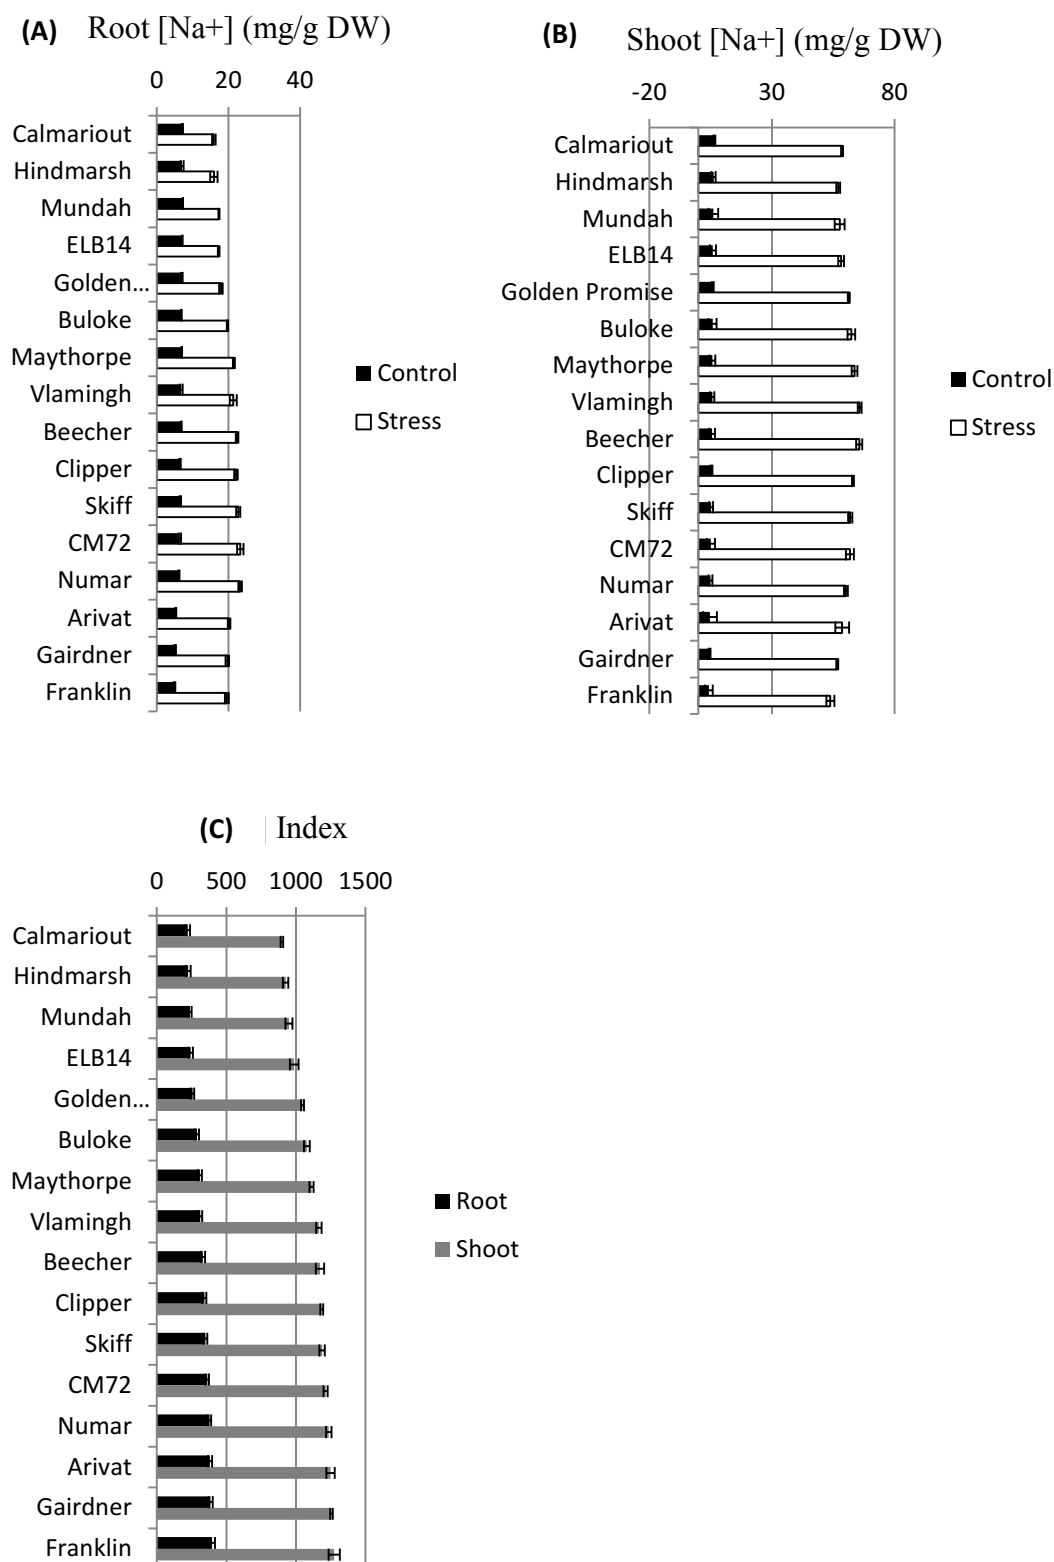 (A) Root [Na+] (mg/g DW)
0 20 40
Calmariout
Hindmarsh
Mundah
ELB14
Golden...
Buloke
Maythorpe
Vlamingh
Beecher
Clipper
Skiff
CM72
Numar
Arivat
Gairdner
Franklin
Control
Stress
(B) Shoot [Na+] (mg/g DW)
-20 30 80
Calmariout
Hindmarsh
Mundah
ELB14
Golden Promise
Buloke
Maythorpe
Vlamingh
Beecher
Clipper
Skiff
CM72
Numar
Arivat
Gairdner
Franklin
Control
Stress
(C) Index
0 500 1000 1500
Calmariout
Hindmarsh
Mundah
ELB14
Golden...
Buloke
Maythorpe
Vlamingh
Beecher
Clipper
Skiff
CM72
Numar
Arivat
Gairdner
Franklin
Root
Shoot